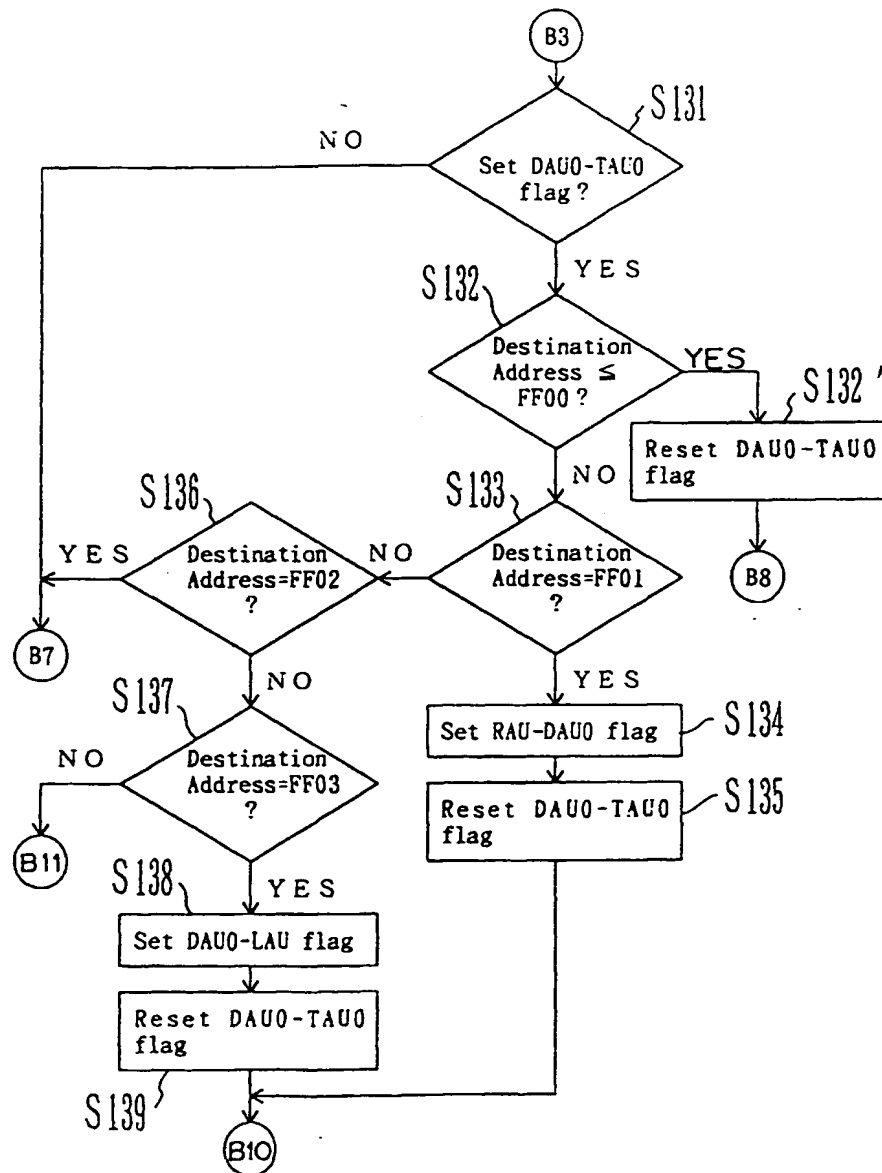 B3
S131
NO
Set DAU0-TAU0
flag?
YES
S132
Destination
Address ≦
FF00?
YES
S132'
Reset DAU0-TAU0
flag
NO
B8
S133
Destination
Address=FF01
?
NO
S136
Destination
Address=FF02
?
YES
B7
NO
YES
S137
Set RAU-DAU0 flag
S134
Destination
Address=FF03
?
NO
Reset DAU0-TAU0
flag
S135
B11
S138
YES
Set DAU0-LAU flag
Reset DAU0-TAU0
flag
S139
B10